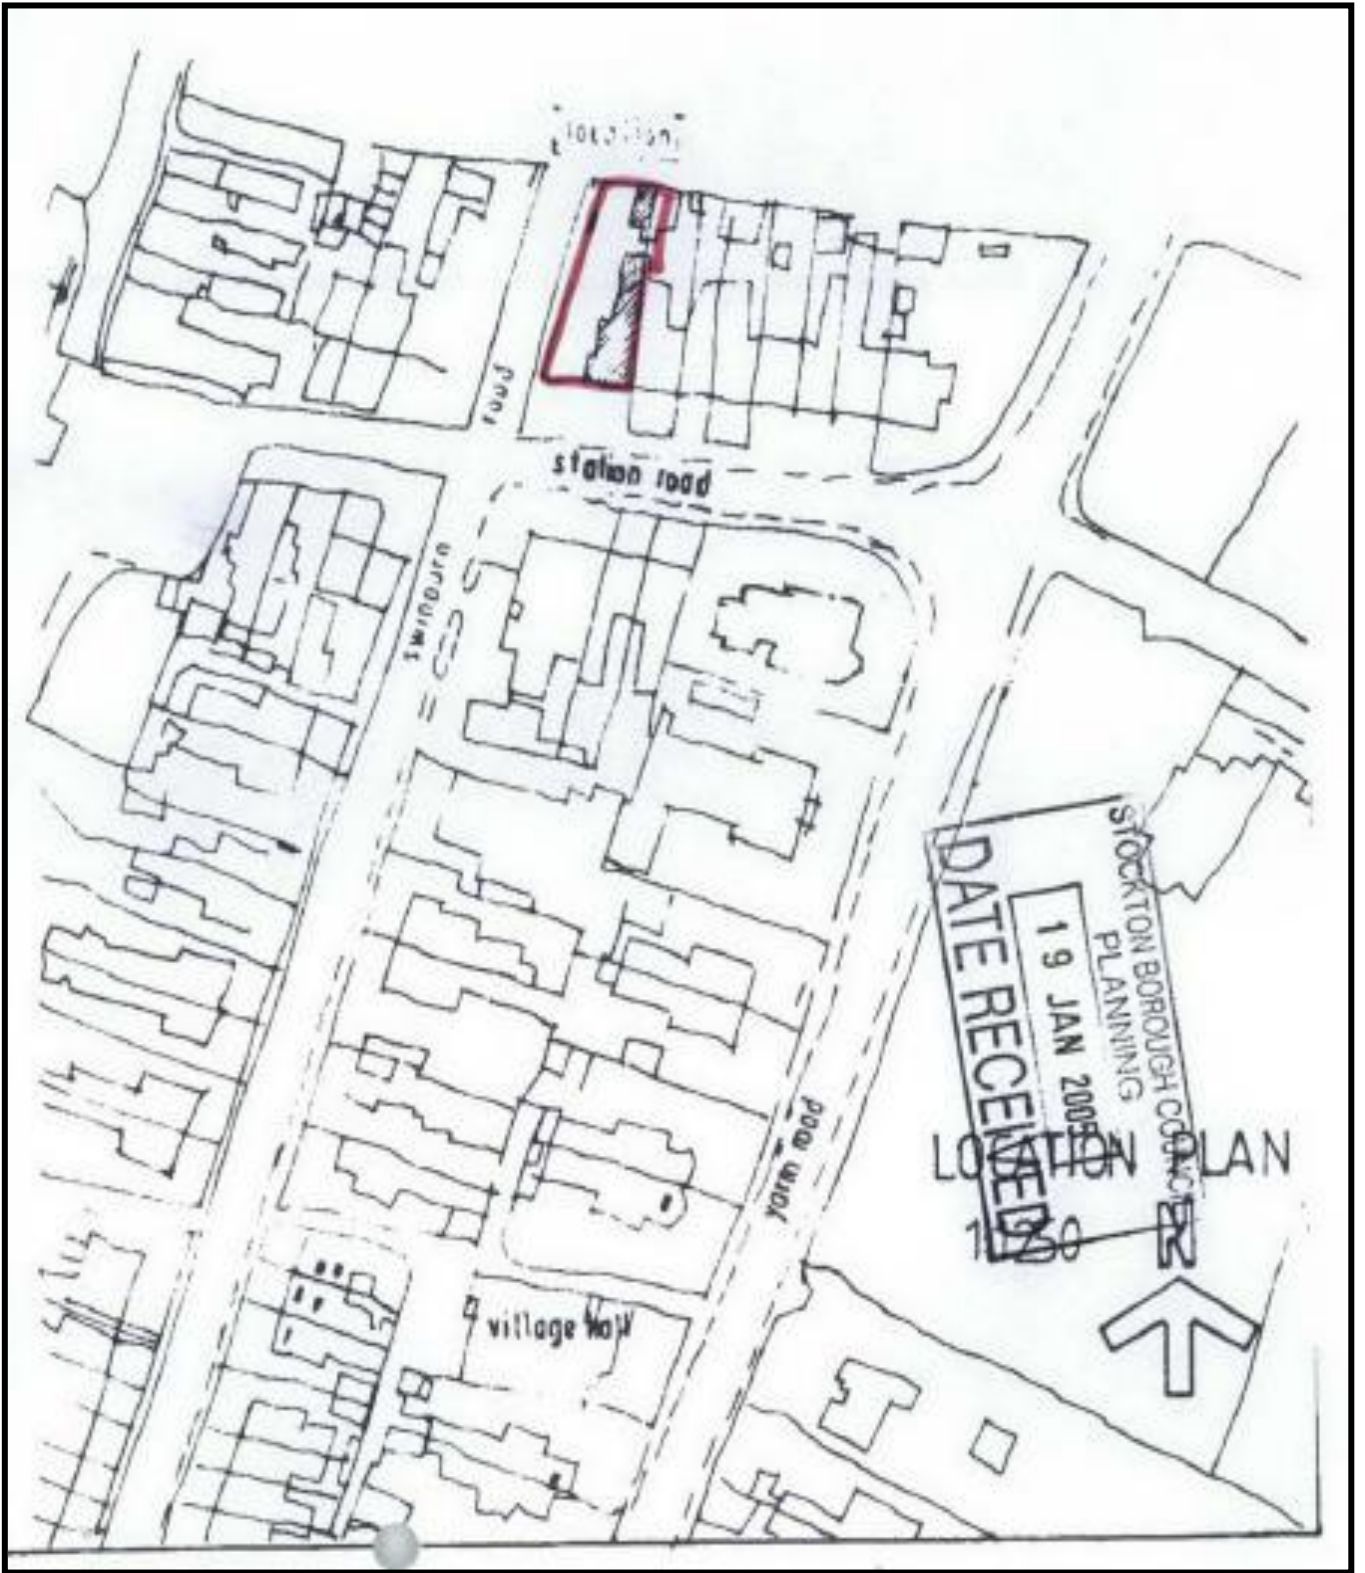 location
road
station road
swinburn
STOCKTON BOROUGH COUNCIL
PLANNING
19 JAN 2005
DATE RECEIVED
yarm road
LOCATION PLAN
N
village hall